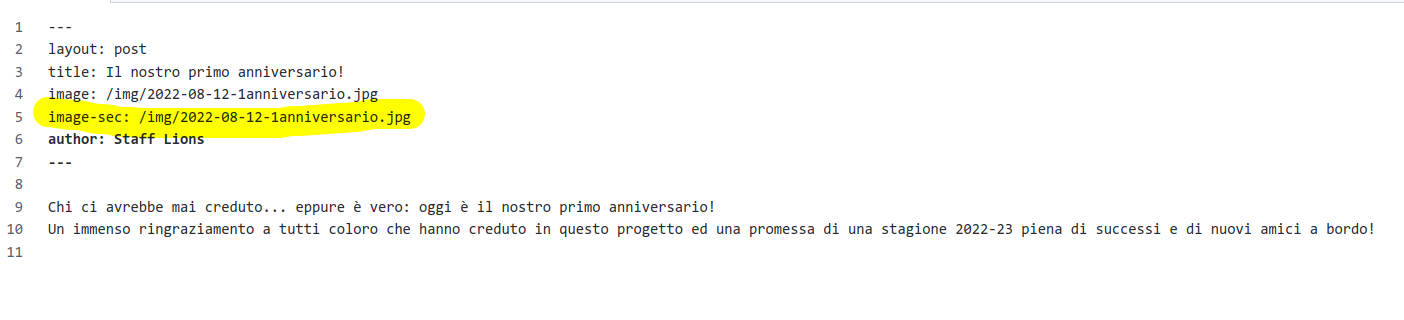 1 ---
2 layout: post
3 title: Il nostro primo anniversario!
4 image: /img/2022-08-12-1anniversario.jpg
5 image-sec: /img/2022-08-12-1anniversario.jpg
6 author: Staff Lions
7 ---
8
9 Chi ci avrebbe mai creduto... eppure è vero: oggi è il nostro primo anniversario!
10 Un immenso ringraziamento a tutti coloro che hanno creduto in questo progetto ed una promessa di una stagione 2022-23 piena di successi e di nuovi amici a bordo!
11